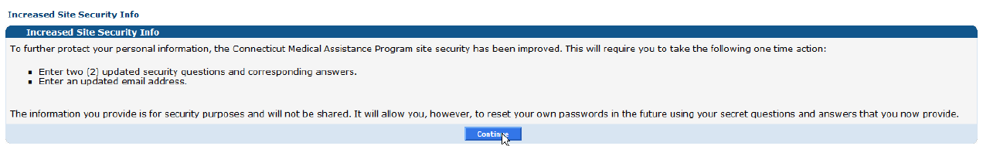 Increased Site Security Info
Increased Site Security Info
To further protect your personal information, the Connecticut Medical Assistance Program site security has been improved. This will require you to take the following one time action:
▪ Enter two (2) updated security questions and corresponding answers.
▪ Enter an updated email address.
The information you provide is for security purposes and will not be shared. It will allow you, however, to reset your own passwords in the future using your secret questions and answers that you now provide.
Continue